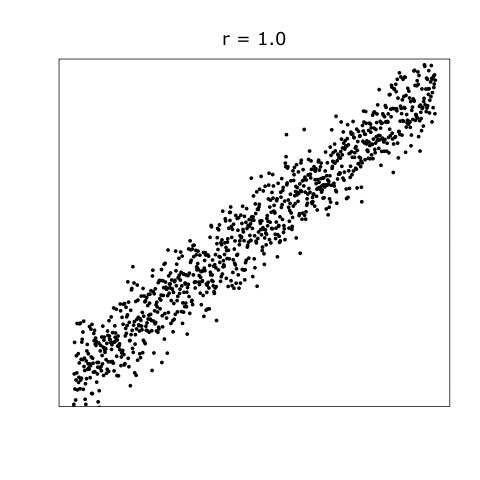 r = 1.0